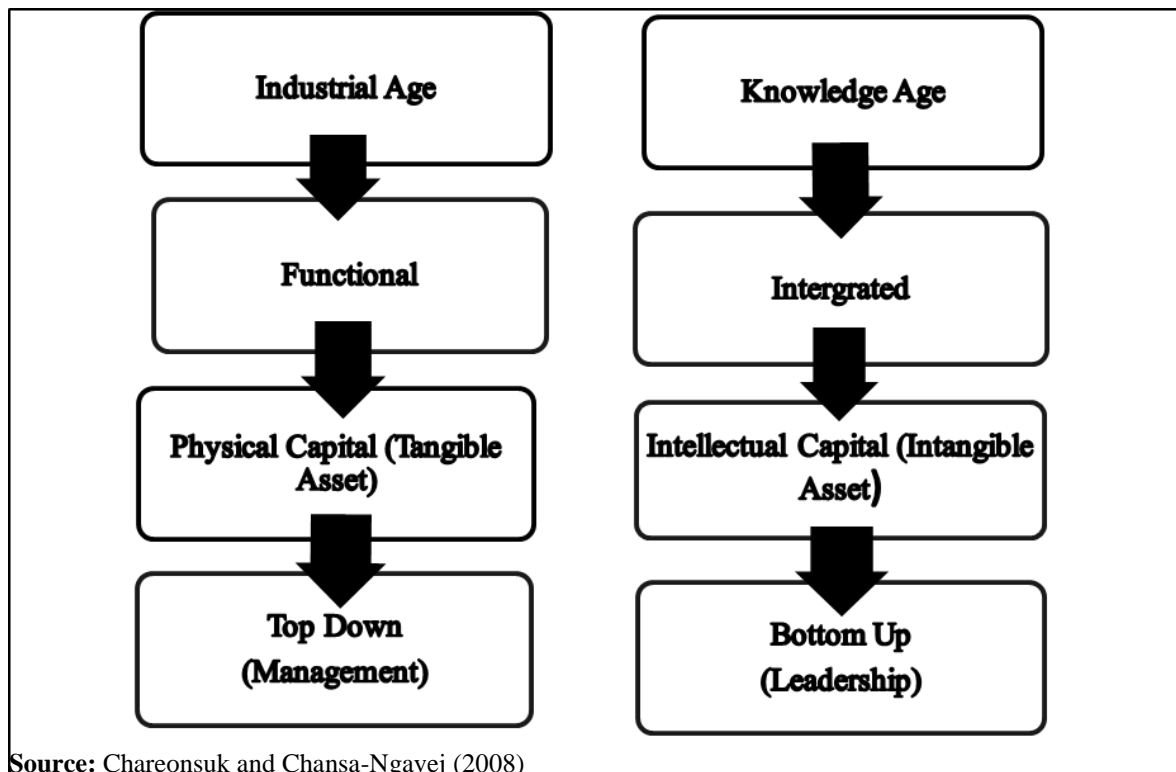 Industrial Age
Functional
Physical Capital (Tangible
Asset)
Top Down
(Management)
Knowledge Age
Intergrated
Intellectual Capital (Intangible
Asset)
Bottom Up
(Leadership)
Source: Chareonsuk and Chansa-Ngavej (2008)